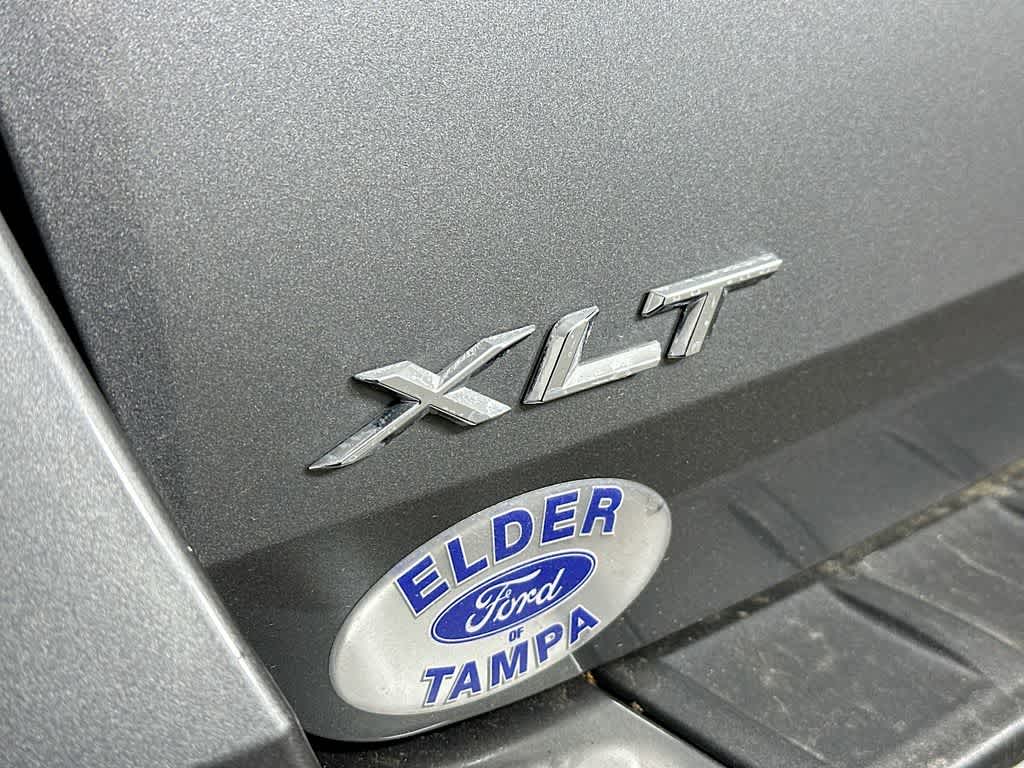 XLT
ELDER
Ford
OF
TAMPA